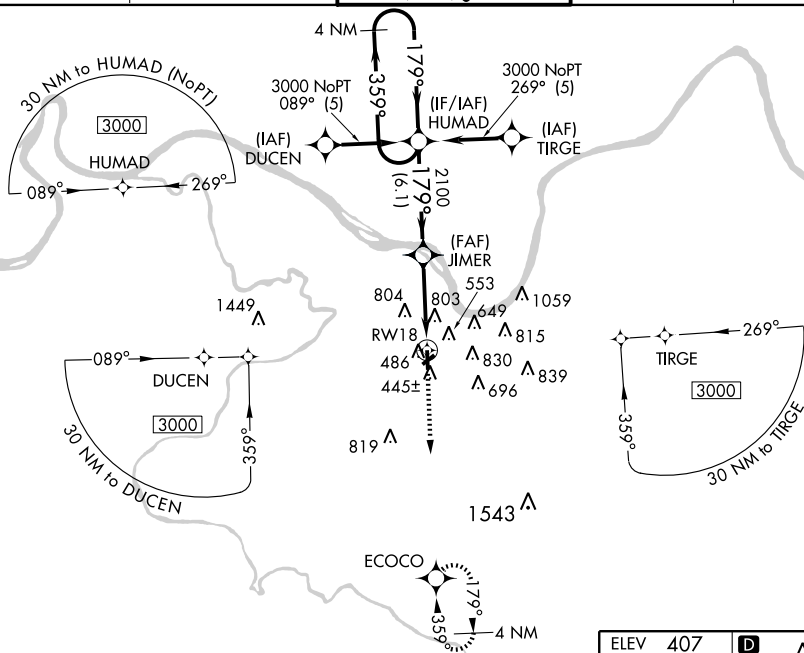 4 NM
179°
359°
30 NM to HUMAD (NoPT)
3000
HUMAD
089°
269°
3000 NoPT
089° (5)
(IF/IAF)
HUMAD
3000 NoPT
269° (5)
(IAF)
DUCEN
(IAF)
TIRGE
179°
2100
(6.1)
(FAF)
JIMER
553
1449
804
803
649
1059
RW18
815
486
830
445±
696
839
089°
DUCEN
3000
359°
30 NM to DUCEN
269°
TIRGE
3000
359°
30 NM to TIRGE
819
1543
ECOCO
179°
359°
4 NM
ELEV 407
D